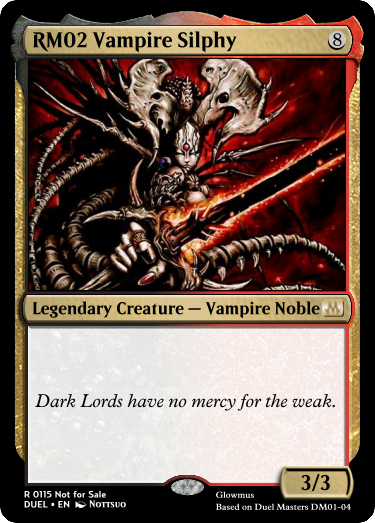 RM02 Vampire Silphy
8
Legendary Creature — Vampire Noble
Dark Lords have no mercy for the weak.
3/3
R 0115 Not for Sale
DUEL • EN Nottsuo
Glowmus
Based on Duel Masters DM01-04